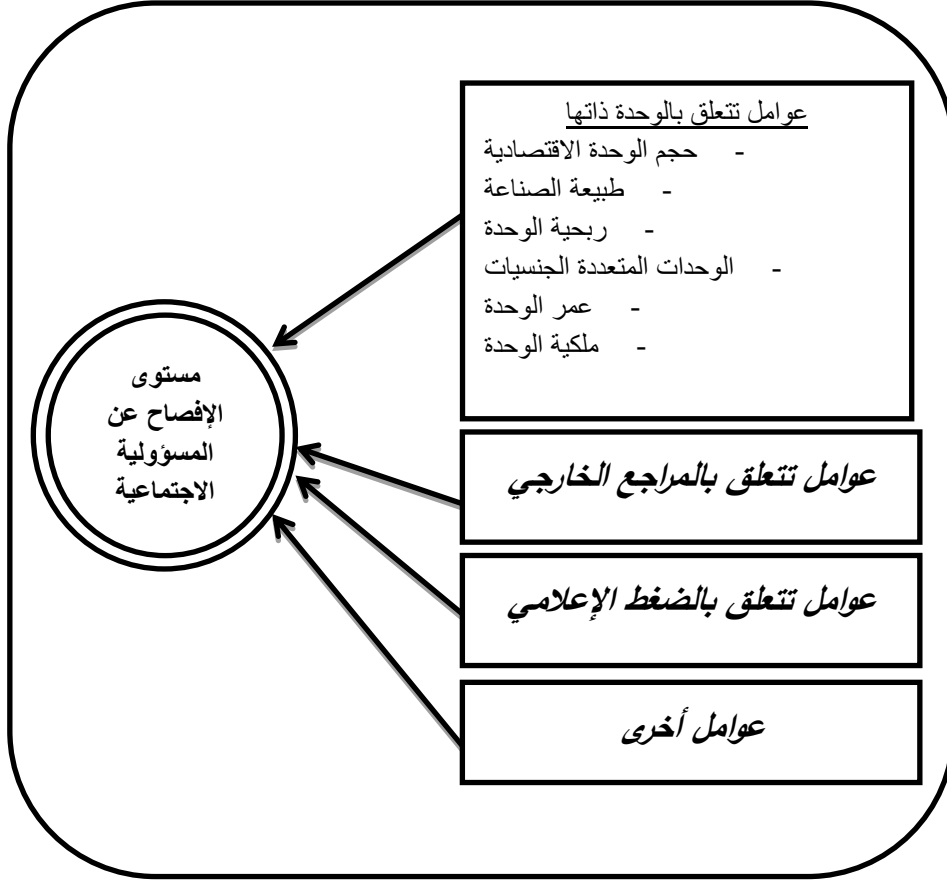 عوامل تتعلق بالوحدة ذاتها
- حجم الوحدة الاقتصادية
- طبيعة الصناعة
- ربحية الوحدة
- الوحدات المتعددة الجنسيات
- عمر الوحدة
- ملكية الوحدة
عوامل تتعلق بالمراجع الخارجي
عوامل تتعلق بالضغط الإعلامي
عوامل أخرى
مستوى
الإفصاح عن
المسؤولية
الاجتماعية